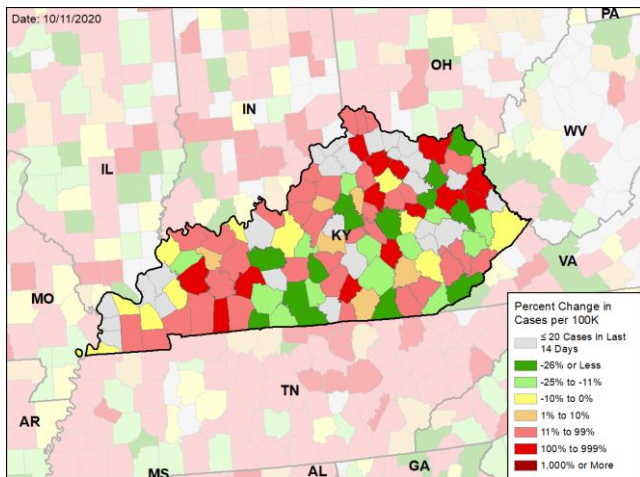 Date: 10/11/2020
PA
OH
IN
WV
IL
KY
VA
MO
TN
AR
MS
AL
GA
Percent Change in
Cases per 100K
≤ 20 Cases in Last
14 Days
-26% or Less
-25% to -11%
-10% to 0%
1% to 10%
11% to 99%
100% to 999%
1,000% or More